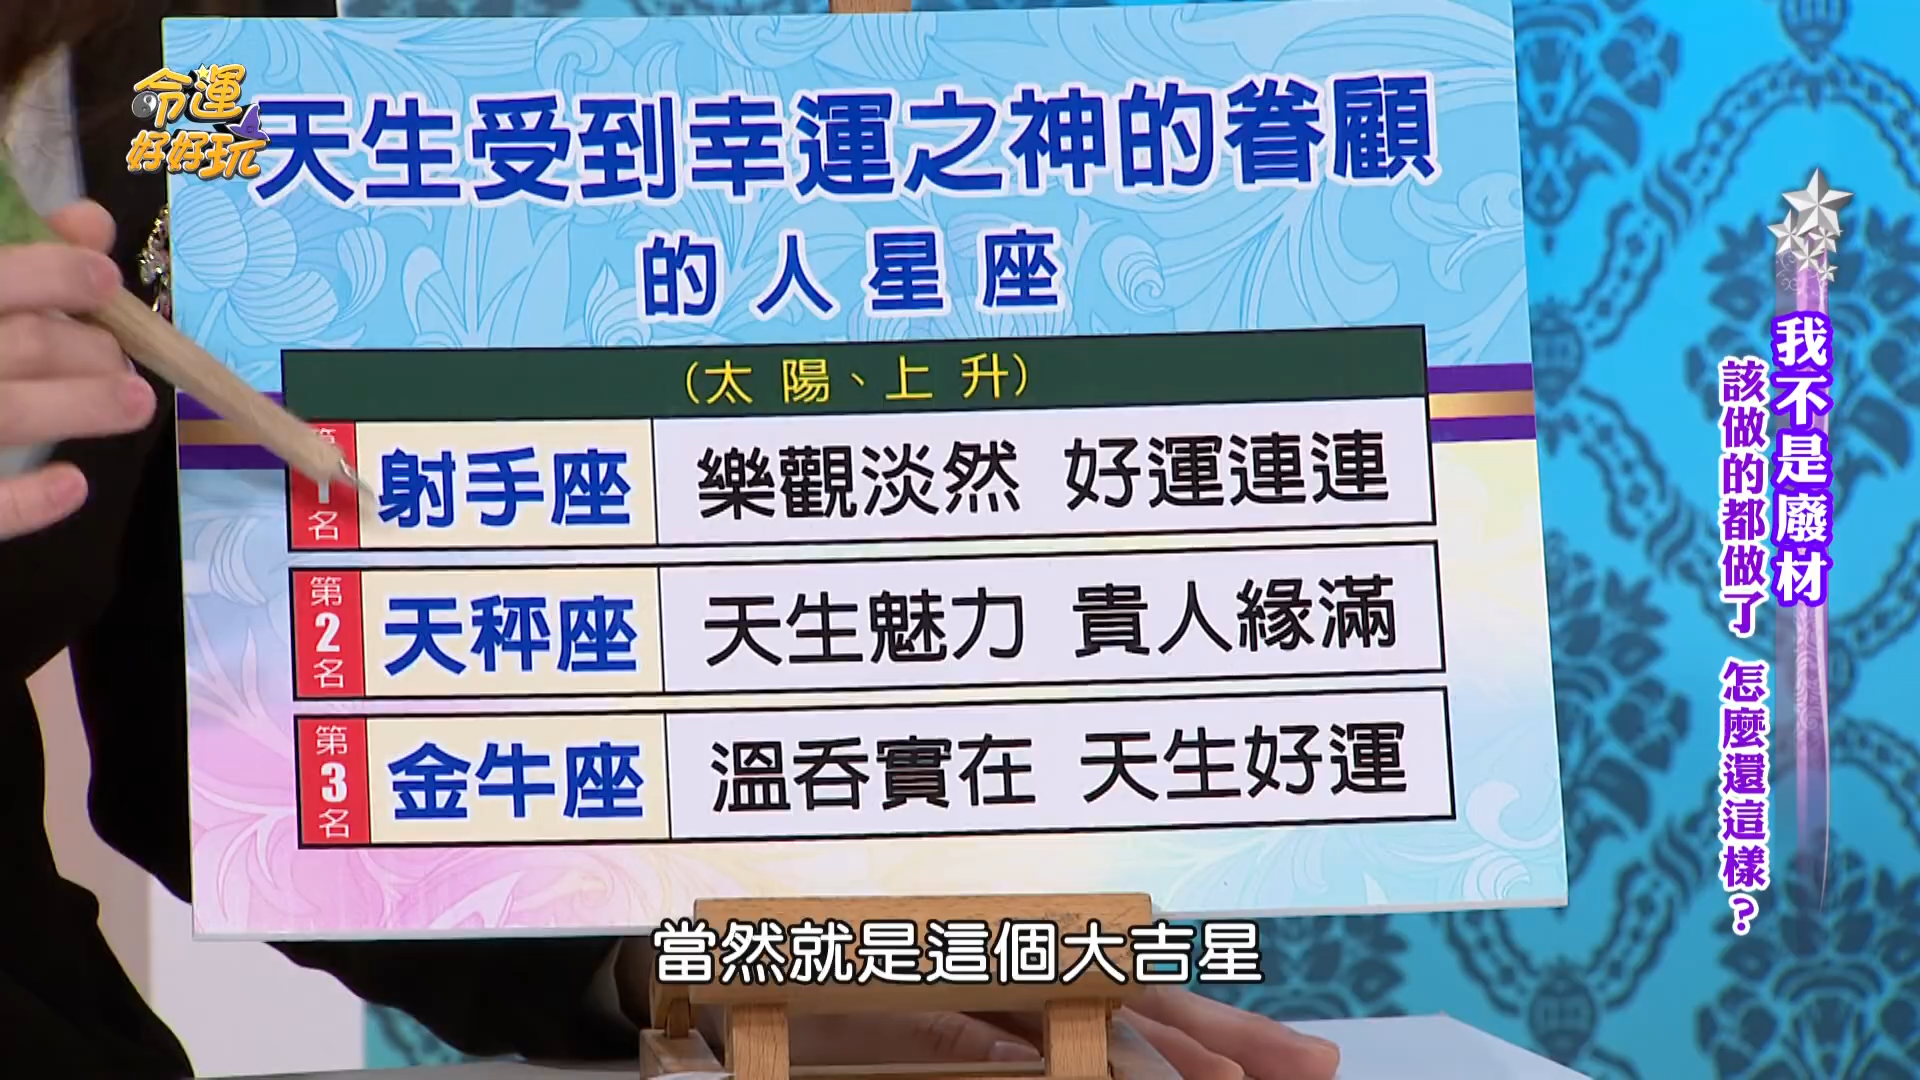 命運
好好玩
天生受到幸運之神的眷顧
的人星座
(太陽、上升)
第1名 射手座 樂觀淡然 好運連連
第2名 天秤座 天生魅力 貴人緣滿
第3名 金牛座 溫吞實在 天生好運
我不是廢材
該做的都做了 怎麼還這樣?
當然就是這個大吉星